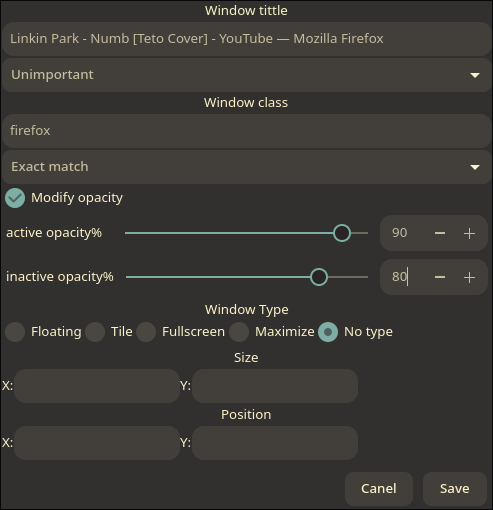 Window tittle
Linkin Park - Numb [Teto Cover] - YouTube — Mozilla Firefox
Unimportant
Window class
firefox
Exact match
Modify opacity
active opacity% 90 − +
inactive opacity% 80 − +
Window Type
Floating Tile Fullscreen Maximize No type
Size
X: Y:
Position
X: Y:
Canel Save